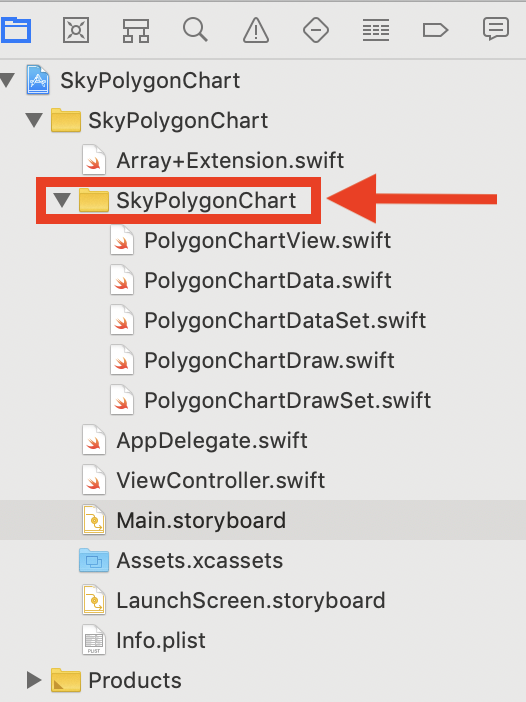 SkyPolygonChart
SkyPolygonChart
Array+Extension.swift
SkyPolygonChart
PolygonChartView.swift
PolygonChartData.swift
PolygonChartDataSet.swift
PolygonChartDraw.swift
PolygonChartDrawSet.swift
AppDelegate.swift
ViewController.swift
Main.storyboard
Assets.xcassets
LaunchScreen.storyboard
Info.plist
Products